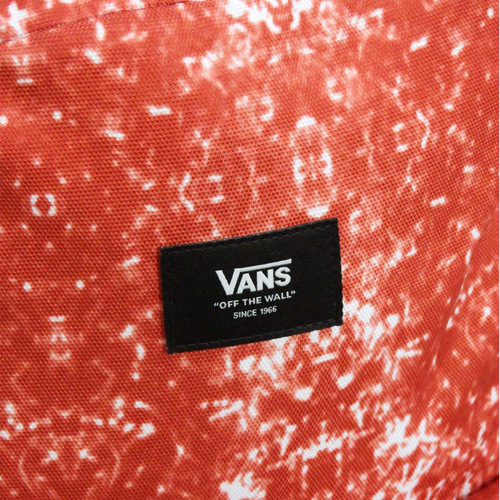 VANS
"OFF THE WALL"
SINCE 1966